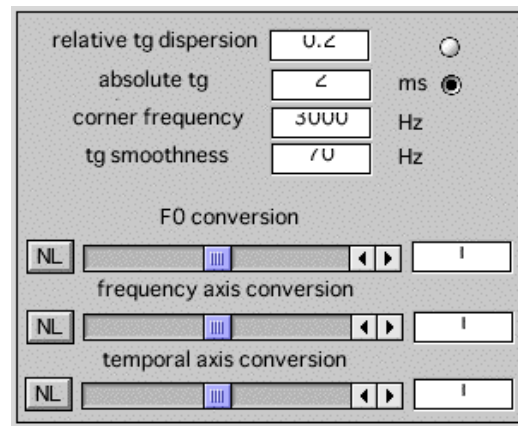 relative tg dispersion 0.2
absolute tg 2 ms
corner frequency 3000 Hz
tg smoothness 70 Hz
F0 conversion
NL 1
frequency axis conversion
NL 1
temporal axis conversion
NL 1